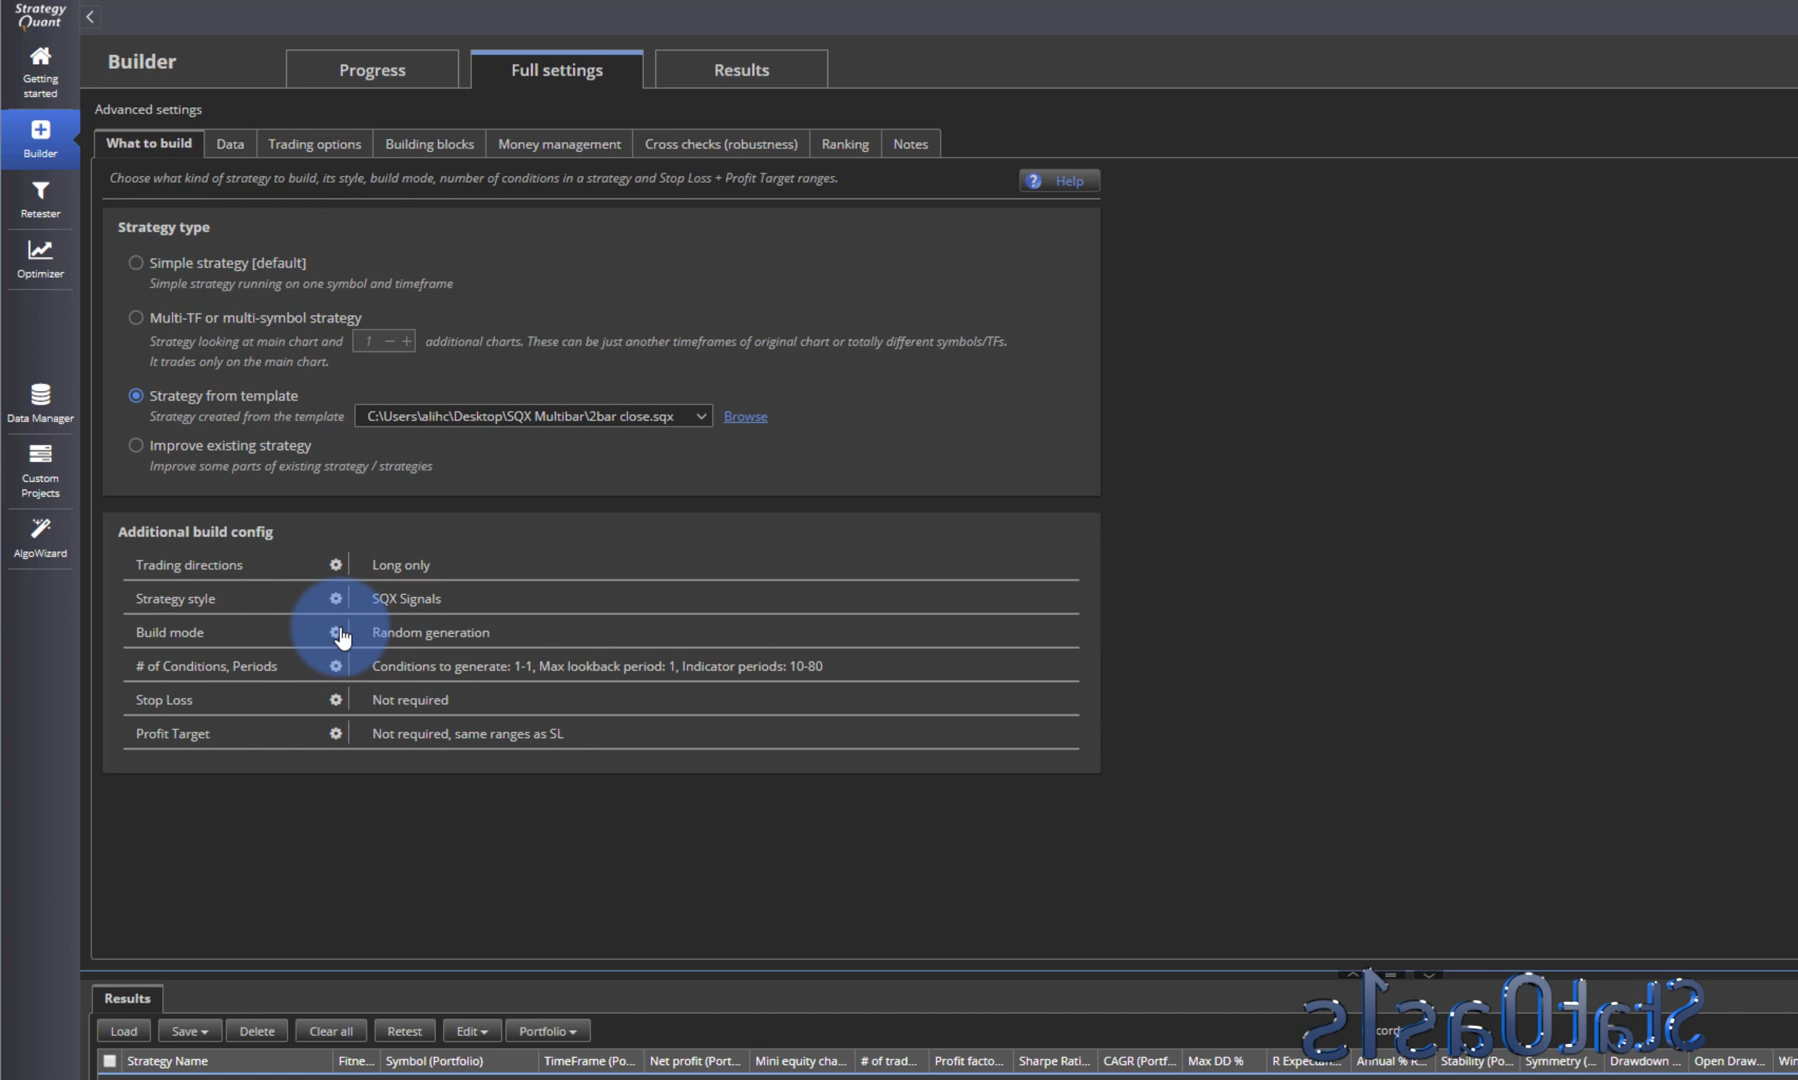 Strategy
Quant
Getting
started
Builder
Retester
Optimizer
Data Manager
Custom
Projects
AlgoWizard
Builder
Progress
Full settings
Results
Advanced settings
What to build
Data
Trading options
Building blocks
Money management
Cross checks (robustness)
Ranking
Notes
Choose what kind of strategy to build, its style, build mode, number of conditions in a strategy and Stop Loss + Profit Target ranges.
? Help
Strategy type
Simple strategy [default]
Simple strategy running on one symbol and timeframe
Multi-TF or multi-symbol strategy
Strategy looking at main chart and 1 − + additional charts. These can be just another timeframes of original chart or totally different symbols/TFs.
It trades only on the main chart.
Strategy from template
Strategy created from the template C:\Users\alihc\Desktop\SQX Multibar\2bar close.sqx Browse
Improve existing strategy
Improve some parts of existing strategy / strategies
Additional build config
Trading directions Long only
Strategy style SQX Signals
Build mode Random generation
# of Conditions, Periods Conditions to generate: 1-1, Max lookback period: 1, Indicator periods: 10-80
Stop Loss Not required
Profit Target Not required, same ranges as SL
Results
Load Save Delete Clear all Retest Edit Portfolio
StatOasis
Strategy Name Fitne... Symbol (Portfolio) TimeFrame (Po... Net profit (Port... Mini equity cha... # of trad... Profit facto... Sharpe Rati... CAGR (Portf... Max DD % R Expectan... Annual % R... Stability (Po... Symmetry (... Drawdown ... Open Draw... Win